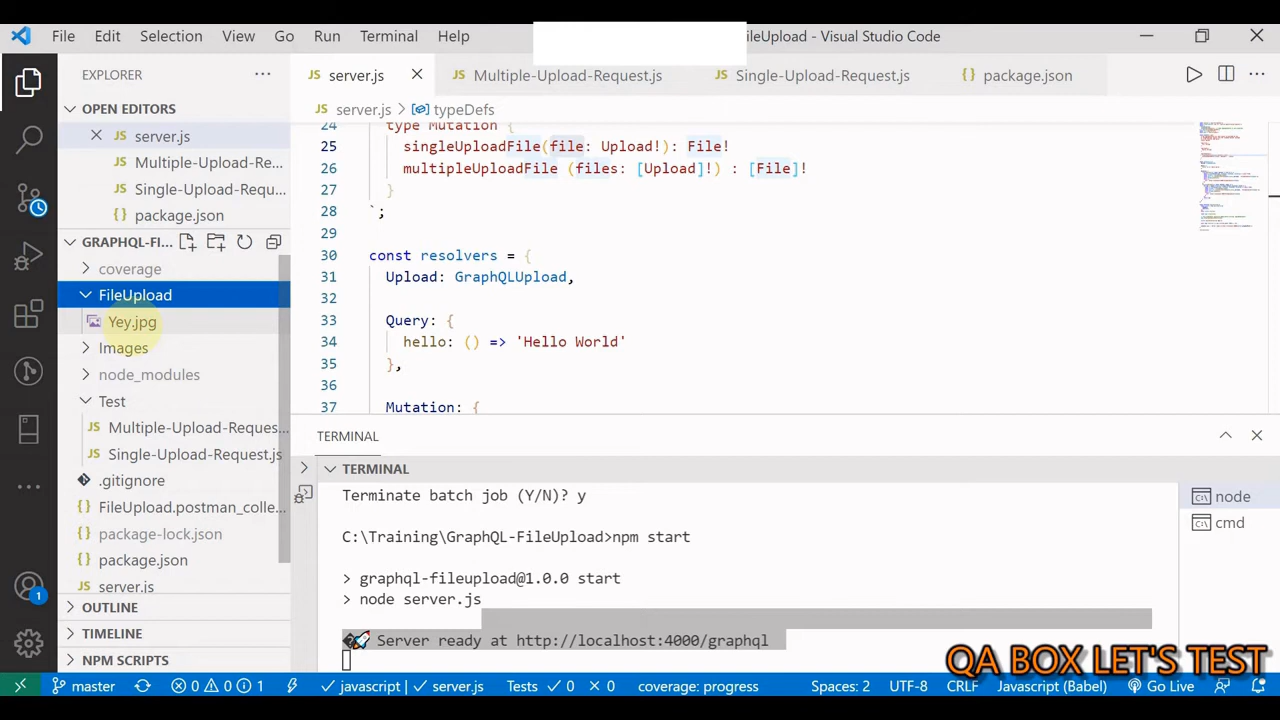 File Edit Selection View Go Run Terminal Help
ileUpload - Visual Studio Code
EXPLORER
server.js
Multiple-Upload-Request.js
Single-Upload-Request.js
package.json
OPEN EDITORS
server.js
Multiple-Upload-Re...
Single-Upload-Requ...
package.json
GRAPHQL-FI...
coverage
FileUpload
Yey.jpg
Images
node_modules
Test
Multiple-Upload-Reques...
Single-Upload-Request.js
.gitignore
FileUpload.postman_colle...
package-lock.json
package.json
server.js
OUTLINE
TIMELINE
NPM SCRIPTS
server.js > typeDefs
24 type Mutation
25 singleUploadFile(file: Upload!): File!
26 multipleUploadFile (files: [Upload]!) : [File]!
27 }
28 `;
29
30 const resolvers = {
31 Upload: GraphQLUpload,
32
33 Query: {
34 hello: () => 'Hello World'
35 },
36
37 Mutation: {
TERMINAL
TERMINAL
Terminate batch job (Y/N)? y
C:\Training\GraphQL-FileUpload>npm start
> graphql-fileupload@1.0.0 start
> node server.js
Server ready at http://localhost:4000/graphql
node
cmd
QA BOX LET'S TEST
master 0 0 1 javascript | server.js Tests 0 0 coverage: progress Spaces: 2 UTF-8 CRLF Javascript (Babel) Go Live
1
1